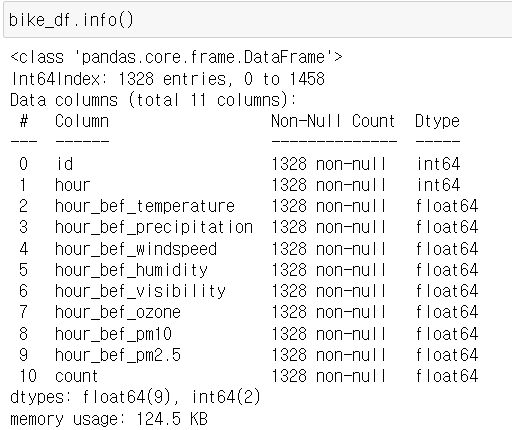 bike_df.info()
<class 'pandas.core.frame.DataFrame'>
Int64Index: 1328 entries, 0 to 1458
Data columns (total 11 columns):
 #   Column                  Non-Null Count  Dtype
---  ------                  --------------  -----
 0   id                      1328 non-null   int64
 1   hour                    1328 non-null   int64
 2   hour_bef_temperature    1328 non-null   float64
 3   hour_bef_precipitation  1328 non-null   float64
 4   hour_bef_windspeed      1328 non-null   float64
 5   hour_bef_humidity       1328 non-null   float64
 6   hour_bef_visibility     1328 non-null   float64
 7   hour_bef_ozone          1328 non-null   float64
 8   hour_bef_pm10           1328 non-null   float64
 9   hour_bef_pm2.5          1328 non-null   float64
 10  count                   1328 non-null   float64
dtypes: float64(9), int64(2)
memory usage: 124.5 KB